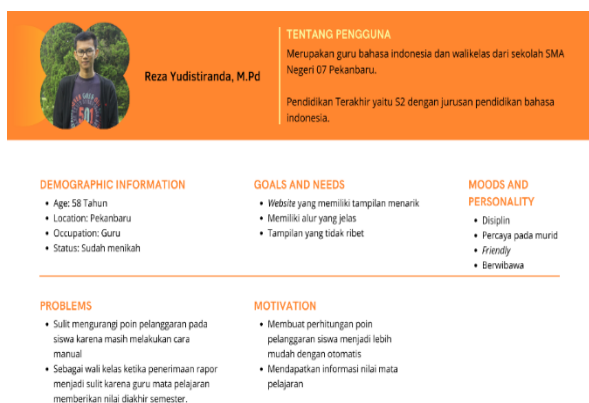 TENTANG PENGGUNA
Merupakan guru bahasa indonesia dan walikelas dari sekolah SMA
Negeri 07 Pekanbaru.
Reza Yudistiranda, M.Pd
Pendidikan Terakhir yaitu S2 dengan jurusan pendidikan bahasa
indonesia.
DEMOGRAPHIC INFORMATION
• Age: 58 Tahun
• Location: Pekanbaru
• Occupation: Guru
• Status: Sudah menikah
GOALS AND NEEDS
• Website yang memiliki tampilan menarik
• Memiliki alur yang jelas
• Tampilan yang tidak ribet
MOODS AND
PERSONALITY
• Disiplin
• Percaya pada murid
• Friendly
• Berwibawa
PROBLEMS
• Sulit mengurangi poin pelanggaran pada
siswa karena masih melakukan cara
manual
• Sebagai wali kelas ketika penerimaan rapor
menjadi sulit karena guru mata pelajaran
memberikan nilai diakhir semester.
MOTIVATION
• Membuat perhitungan poin
pelanggaran siswa menjadi lebih
mudah dengan otomatis
• Mendapatkan informasi nilai mata
pelajaran